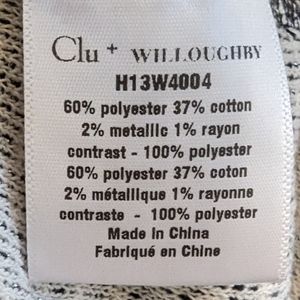 Clu + WILLOUGHBY
H13W4004
60% polyester 37% cotton
2% metallic 1% rayon
contrast - 100% polyester
60% polyester 37% coton
2% métallique 1% rayonne
contraste - 100% polyester
Made in China
Fabriqué en Chine